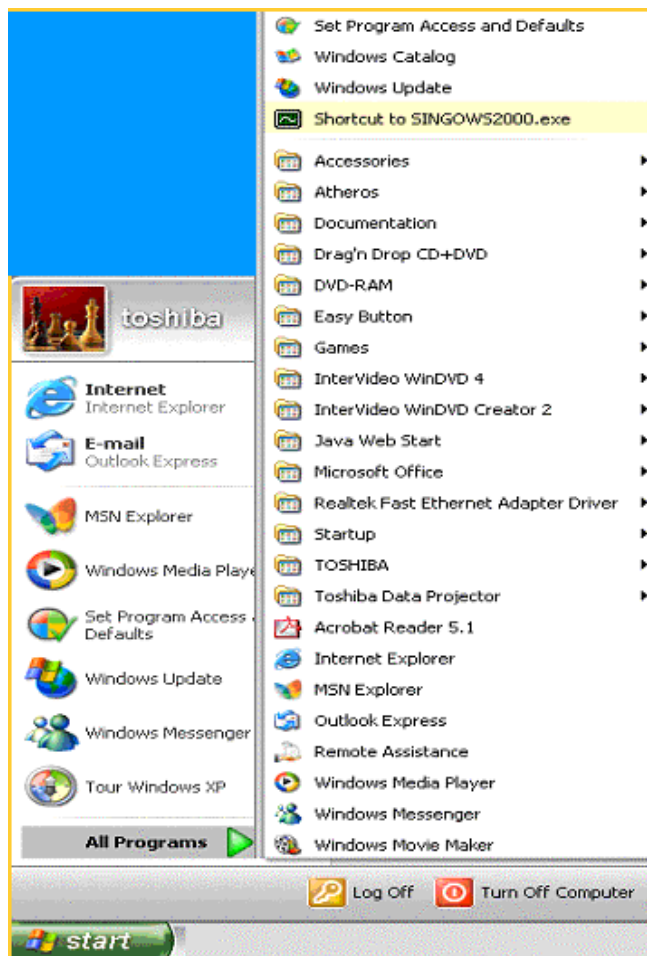 Set Program Access and Defaults
Windows Catalog
Windows Update
Shortcut to SINGOWS2000.exe
Accessories
Atheros
Documentation
Drag'n Drop CD+DVD
DVD-RAM
Easy Button
Games
InterVideo WinDVD 4
InterVideo WinDVD Creator 2
Java Web Start
Microsoft Office
Realtek Fast Ethernet Adapter Driver
Startup
TOSHIBA
Toshiba Data Projector
Acrobat Reader 5.1
Internet Explorer
MSN Explorer
Outlook Express
Remote Assistance
Windows Media Player
Windows Messenger
Windows Movie Maker
toshiba
Internet
Internet Explorer
E-mail
Outlook Express
MSN Explorer
Windows Media Playe
Set Program Access
Defaults
Windows Update
Windows Messenger
Tour Windows XP
All Programs
Log Off
Turn Off Computer
start